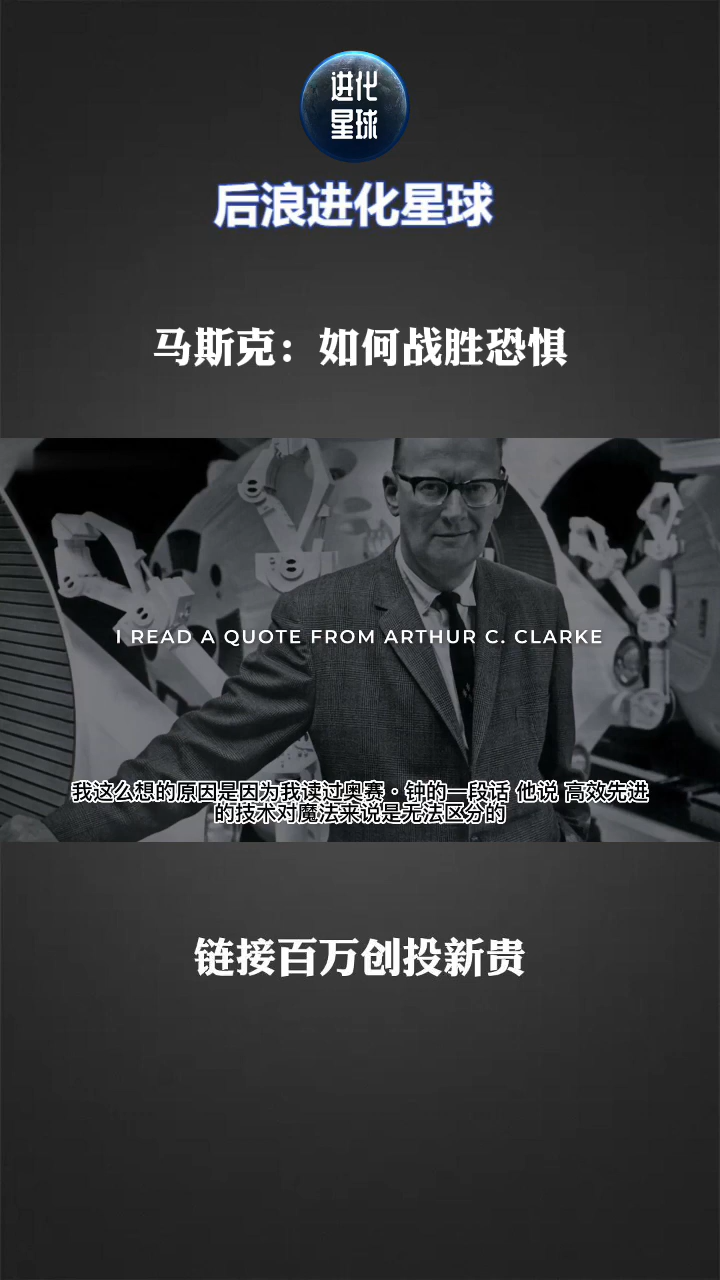 进化
星球
后浪进化星球
马斯克：如何战胜恐惧
I READ A QUOTE FROM ARTHUR C. CLARKE
我这么想的原因是因为我读过奥赛·钟的一段话 他说 高效先进
的技术对魔法来说是无法区分的
链接百万创投新贵